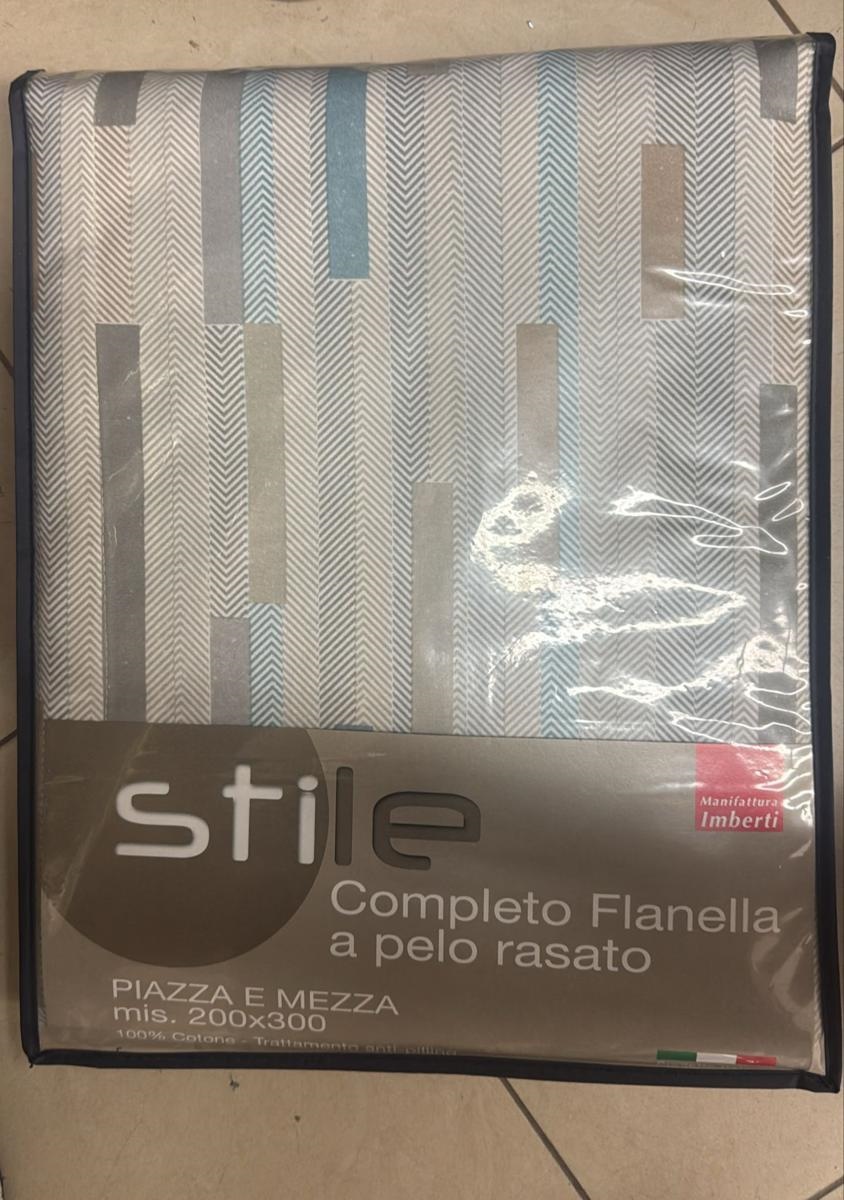 stile
Manifattura
Imberti
Completo Flanella
a pelo rasato
PIAZZA E MEZZA
mis. 200x300
100% Cotone - Trattamento anti pilling